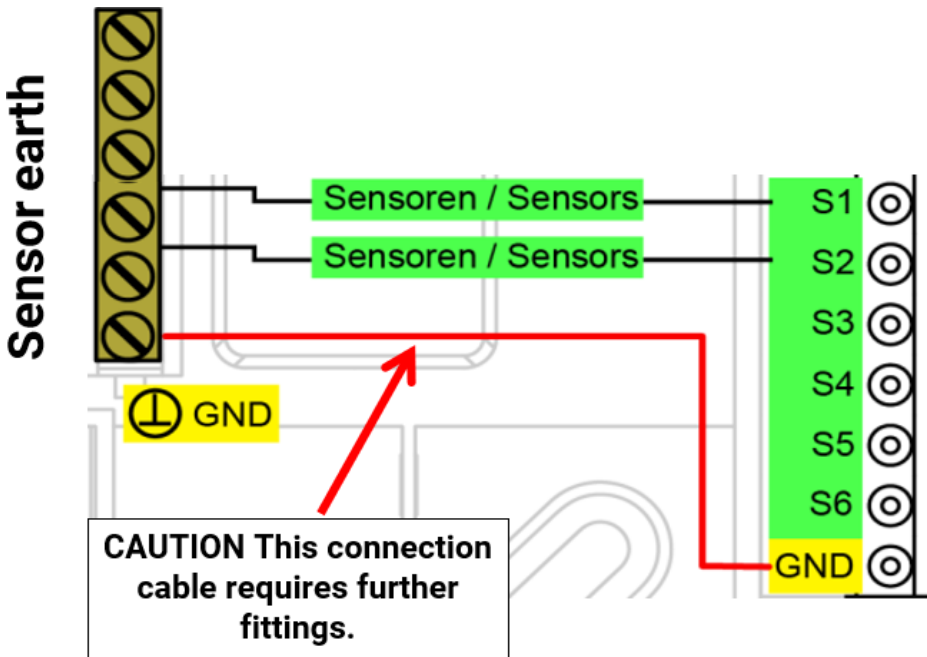 Sensor earth
Sensoren / Sensors
S1
Sensoren / Sensors
S2
S3
S4
S5
S6
GND
GND
CAUTION This connection
cable requires further
fittings.